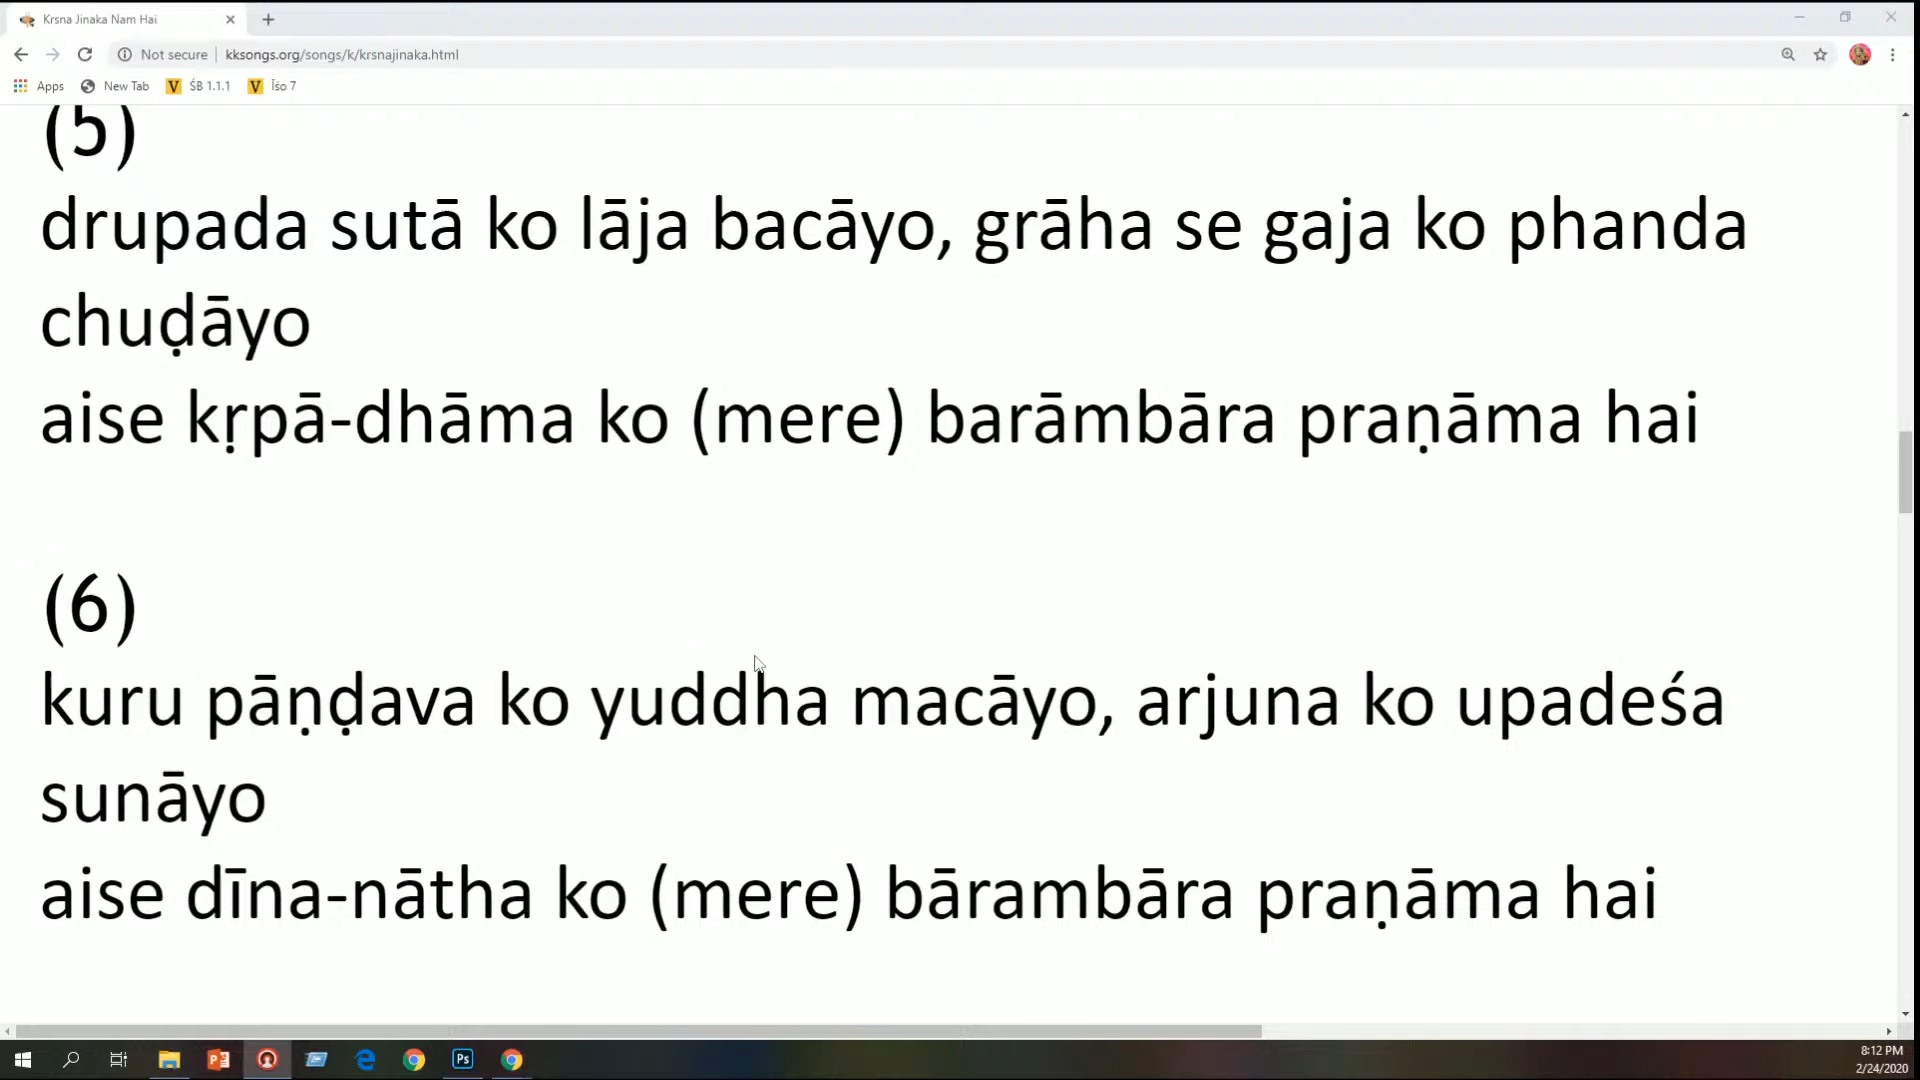 Krsna Jinaka Nam Hai
Not secure | kksongs.org/songs/k/krsnajinaka.html
Apps New Tab V ŚB 1.1.1 V Īśo 7
(5)
drupada sutā ko lāja bacāyo, grāha se gaja ko phanda
chuḍāyo
aise kṛpā-dhāma ko (mere) barāmbāra praṇāma hai
(6)
kuru pāṇḍava ko yuddha macāyo, arjuna ko upadeśa
sunāyo
aise dīna-nātha ko (mere) bārambāra praṇāma hai
Ps
8:12 PM
2/24/2020